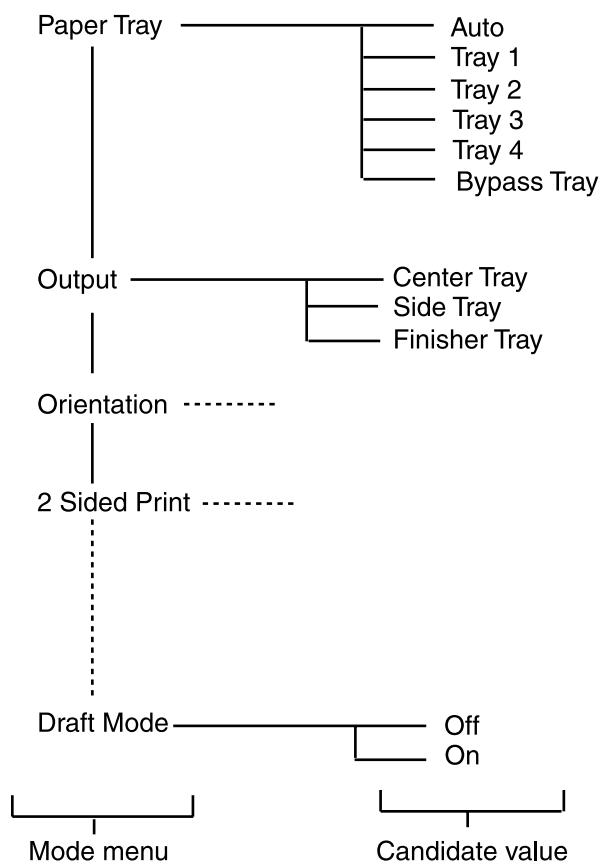 Paper Tray
Auto
Tray 1
Tray 2
Tray 3
Tray 4
Bypass Tray
Output
Center Tray
Side Tray
Finisher Tray
Orientation
2 Sided Print
Draft Mode
Off
On
Mode menu
Candidate value